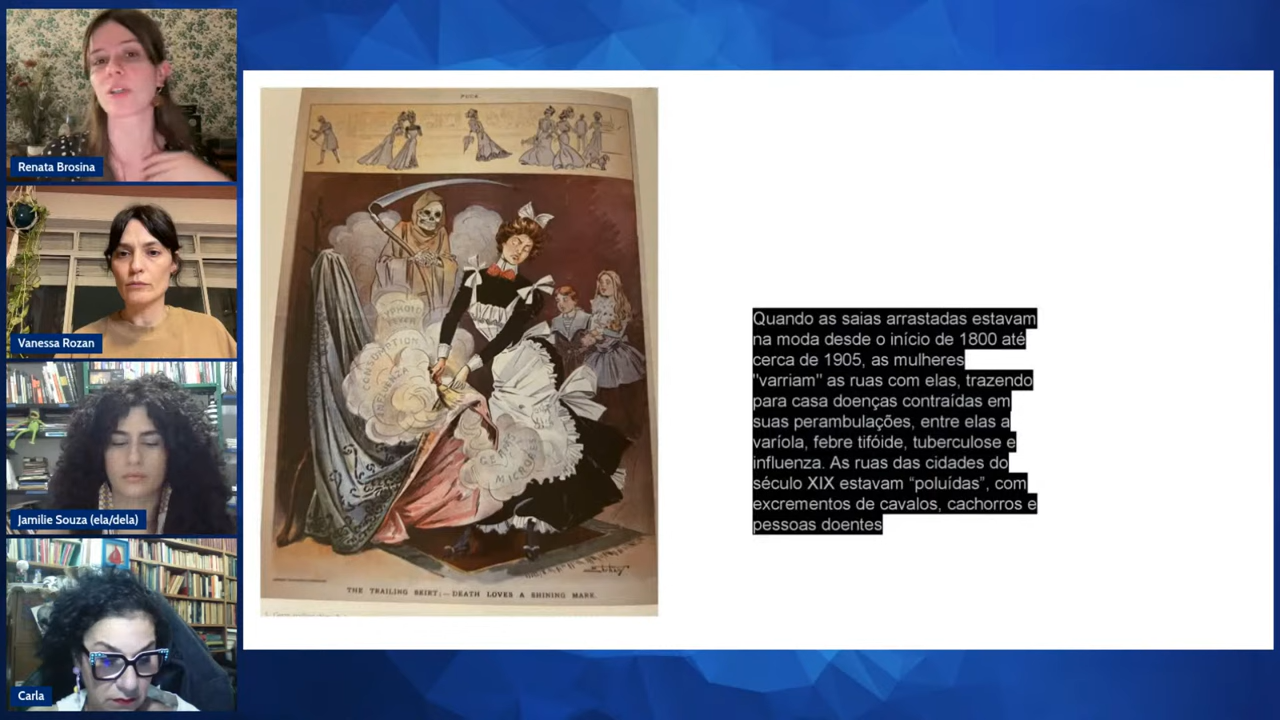 Renata Brosina
Vanessa Rozan
Jamilie Souza (ela/dela)
Carla
PUCK
TYPHOID
FEVER
CONSOMPTION
INFLUENZA
GERMS
MICROBES
THE TRAILING SKIRT:—DEATH LOVES A SHINING MARK.
Quando as saias arrastadas estavam
na moda desde o início de 1800 até
cerca de 1905, as mulheres
"varriam" as ruas com elas, trazendo
para casa doenças contraídas em
suas perambulações, entre elas a
varíola, febre tifóide, tuberculose e
influenza. As ruas das cidades do
século XIX estavam “poluídas”, com
excrementos de cavalos, cachorros e
pessoas doentes